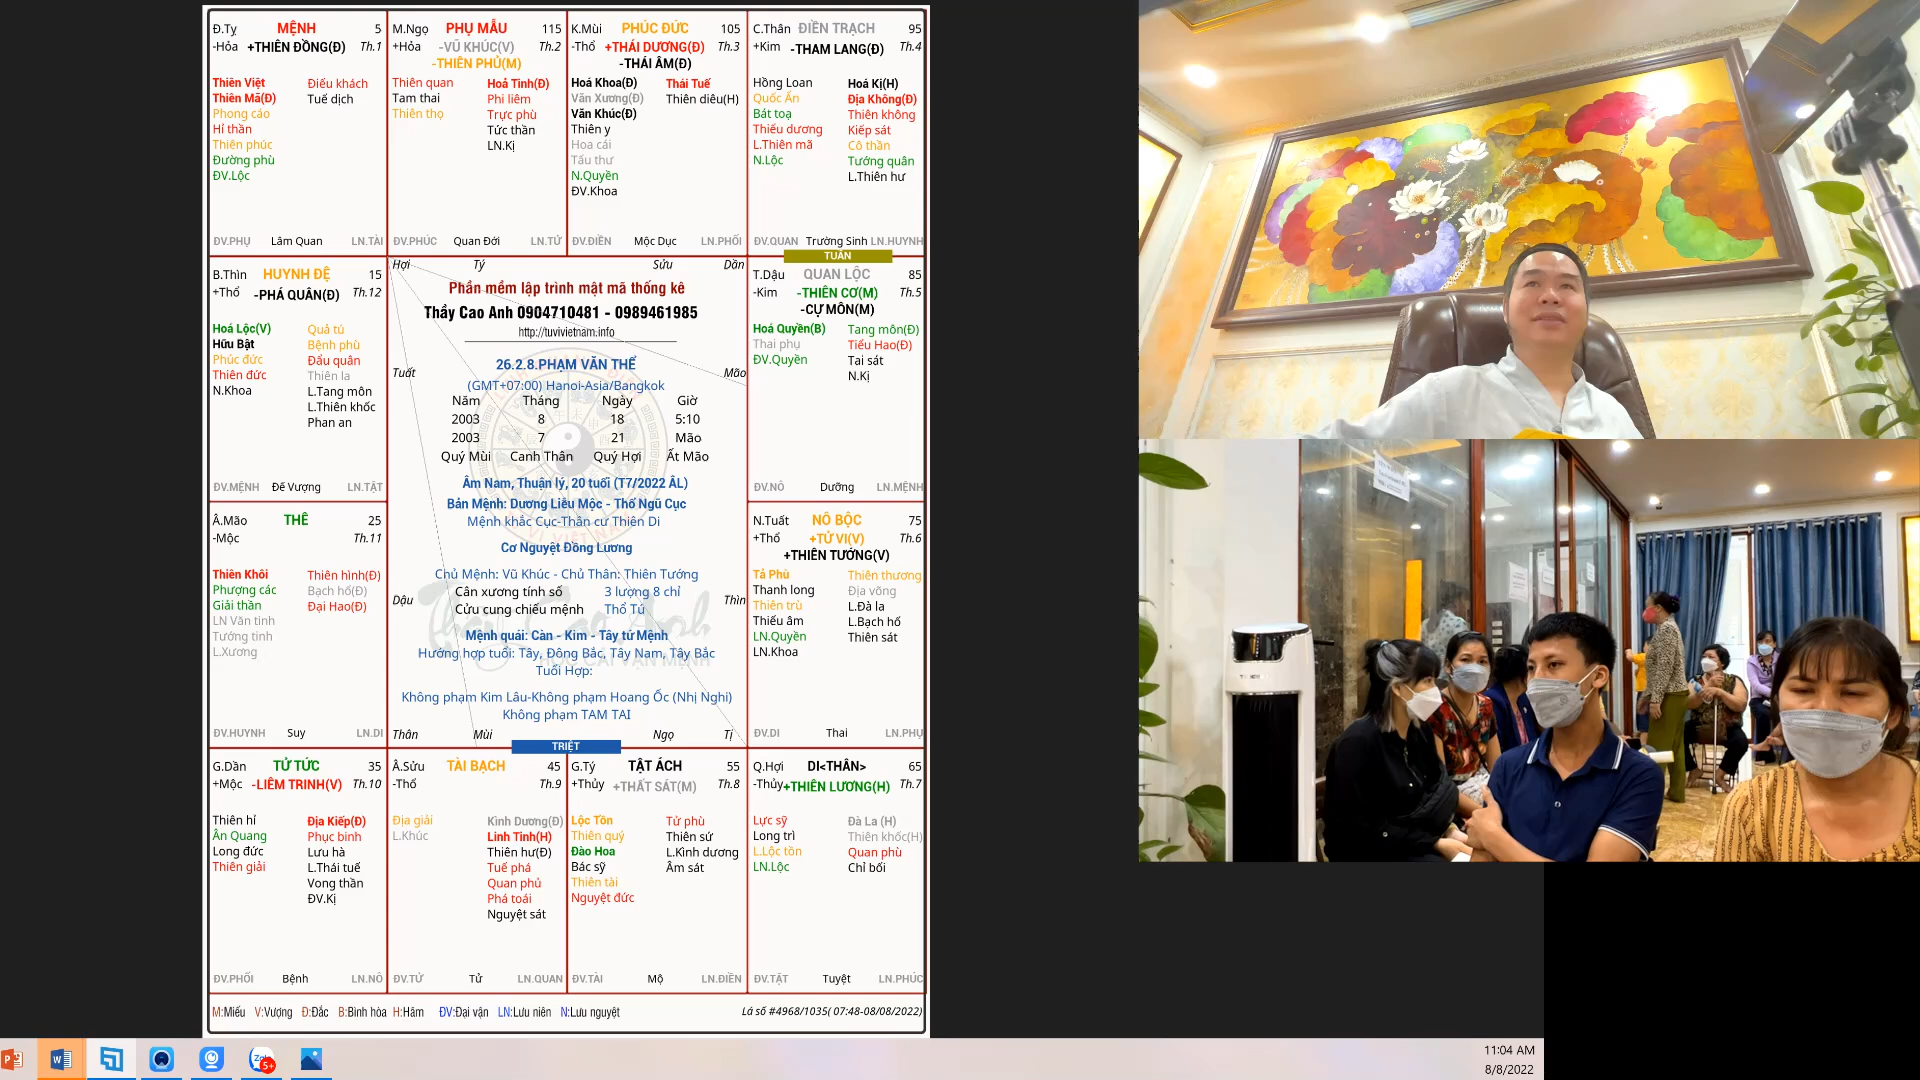 Đ.Tỵ MỆNH 5
-Hỏa +THIÊN ĐỒNG(Đ) Th.1
Thiên Việt Điếu khách
Thiên Mã(Đ) Tuế dịch
Phong cáo
Hỉ thần
Thiên phúc
Đường phù
ĐV.Lộc
ĐV.PHỤ Lâm Quan LN.TÀI
M.Ngọ PHỤ MẪU 115
+Hỏa -VŨ KHÚC(V) Th.2
-THIÊN PHỦ(M)
Thiên quan Hoả Tinh(Đ)
Tam thai Phi liêm
Thiên thọ Trực phù
Tức thần
LN.Kị
ĐV.PHÚC Quan Đới LN.TỬ
K.Mùi PHÚC ĐỨC 105
-Thổ +THÁI DƯƠNG(Đ) Th.3
-THÁI ÂM(Đ)
Hoá Khoa(Đ) Thái Tuế
Văn Xương(Đ) Thiên diêu(H)
Văn Khúc(Đ)
Thiên y
Hoa cái
Tấu thư
N.Quyền
ĐV.Khoa
ĐV.ĐIỀN Mộc Dục LN.PHỐI
C.Thân ĐIỀN TRẠCH 95
+Kim -THAM LANG(Đ) Th.4
Hồng Loan Hoá Kị(H)
Quốc Ấn Địa Không(Đ)
Bát toạ Thiên không
Thiếu dương Kiếp sát
L.Thiên mã Cô thần
N.Lộc Tướng quân
L.Thiên hư
ĐV.QUAN Trường Sinh LN.HUYNH
TUẦN
B.Thìn HUYNH ĐỆ 15
+Thổ -PHÁ QUÂN(Đ) Th.12
Hoá Lộc(V) Quả tú
Hữu Bật Bệnh phù
Phúc đức Đẩu quân
Thiên đức Thiên la
N.Khoa L.Tang môn
L.Thiên khốc
Phan an
ĐV.MỆNH Đế Vượng LN.TẬT
Hợi Tý Sửu Dần
Phần mềm lập trình mật mã thống kê
Thầy Cao Anh 0904710481 - 0989461985
http://tuvivietnam.info
26.2.8.PHẠM VĂN THẾ
Tuất Mão
(GMT+07:00) Hanoi-Asia/Bangkok
Năm Tháng Ngày Giờ
2003 8 18 5:10
2003 7 21 Mão
Quý Mùi Canh Thân Quý Hợi Ất Mão
Âm Nam, Thuận lý, 20 tuổi (T7/2022 ÂL)
Bản Mệnh: Dương Liễu Mộc - Thổ Ngũ Cục
Mệnh khắc Cục-Thân cư Thiên Di
Cơ Nguyệt Đồng Lương
Chủ Mệnh: Vũ Khúc - Chủ Thân: Thiên Tướng
Cân xương tính số 3 lượng 8 chỉ
Dậu Thìn
Cửu cung chiếu mệnh Thổ Tú
Mệnh quái: Càn - Kim - Tây tứ Mệnh
Hướng hợp tuổi: Tây, Đông Bắc, Tây Nam, Tây Bắc
Tuổi Hợp:
Không phạm Kim Lâu-Không phạm Hoang Ốc (Nhị Nghi)
Không phạm TAM TAI
Thân Mùi Ngọ Tị
TRIỆT
T.Dậu QUAN LỘC 85
-Kim -THIÊN CƠ(M) Th.5
-CỰ MÔN(M)
Hoá Quyền(B) Tang môn(Đ)
Thai phụ Tiểu Hao(Đ)
ĐV.Quyền Tai sát
N.Kị
ĐV.NÔ Dưỡng LN.MỆNH
Â.Mão THÊ 25
-Mộc Th.11
Thiên Khôi Thiên hình(Đ)
Phượng các Bạch hổ(Đ)
Giải thần Đại Hao(Đ)
LN Văn tinh
Tướng tinh
L.Xương
ĐV.HUYNH Suy LN.DI
N.Tuất NÔ BỘC 75
+Thổ +TỬ VI(V) Th.6
+THIÊN TƯỚNG(V)
Tả Phù Thiên thương
Thanh long Địa võng
Thiên trù L.Đà la
Thiếu âm L.Bạch hổ
LN.Quyền Thiên sát
LN.Khoa
ĐV.DI Thai LN.PHỤ
G.Dần TỬ TỨC 35
+Mộc -LIÊM TRINH(V) Th.10
Thiên hỉ Địa Kiếp(Đ)
Ân Quang Phục binh
Long đức Lưu hà
Thiên giải L.Thái tuế
Vong thần
ĐV.Kị
ĐV.PHỐI Bệnh LN.NÔ
Â.Sửu TÀI BẠCH 45
-Thổ Th.9
Địa giải Kình Dương(Đ)
L.Khúc Linh Tinh(H)
Thiên hư(Đ)
Tuế phá
Quan phủ
Phá toái
Nguyệt sát
ĐV.TỬ Tử LN.QUAN
G.Tý TẬT ÁCH 55
+Thủy +THẤT SÁT(M) Th.8
Lộc Tồn Tử phù
Thiên quý Thiên sứ
Đào Hoa L.Kình dương
Bác sỹ Âm sát
Thiên tài
Nguyệt đức
ĐV.TÀI Mộ LN.ĐIỀN
Q.Hợi DI<THÂN> 65
-Thủy +THIÊN LƯƠNG(H) Th.7
Lực sỹ Đà La (H)
Long trì Thiên khốc(H)
L.Lộc tồn Quan phù
LN.Lộc Chỉ bối
ĐV.TẬT Tuyệt LN.PHÚC
M:Miếu V:Vượng Đ:Đắc B:Bình hòa H:Hãm ĐV:Đại vận LN:Lưu niên N:Lưu nguyệt
Lá số #4968/1035( 07:48-08/08/2022)
11:04 AM
8/8/2022